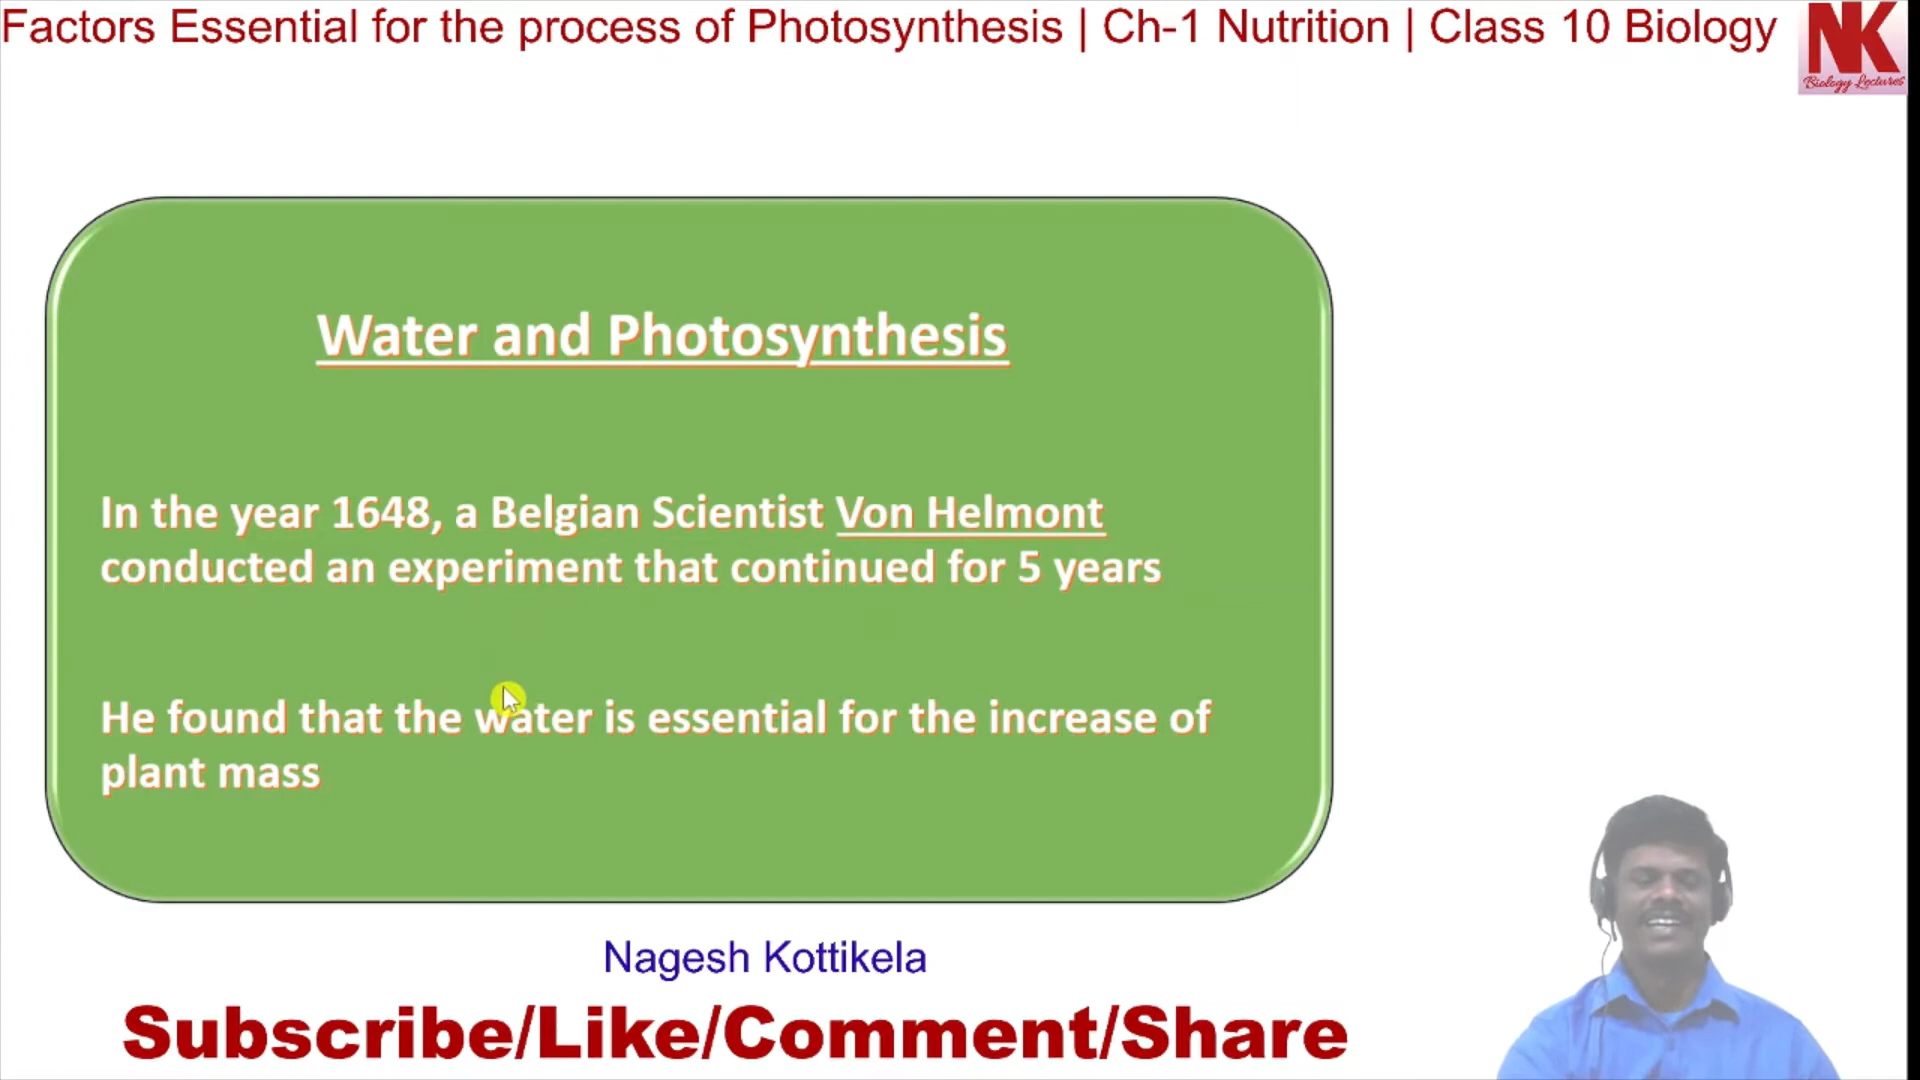 Factors Essential for the process of Photosynthesis | Ch-1 Nutrition | Class 10 Biology
NK
Biology Lectures
Water and Photosynthesis
In the year 1648, a Belgian Scientist Von Helmont
conducted an experiment that continued for 5 years
He found that the water is essential for the increase of
plant mass
Nagesh Kottikela
Subscribe/Like/Comment/Share